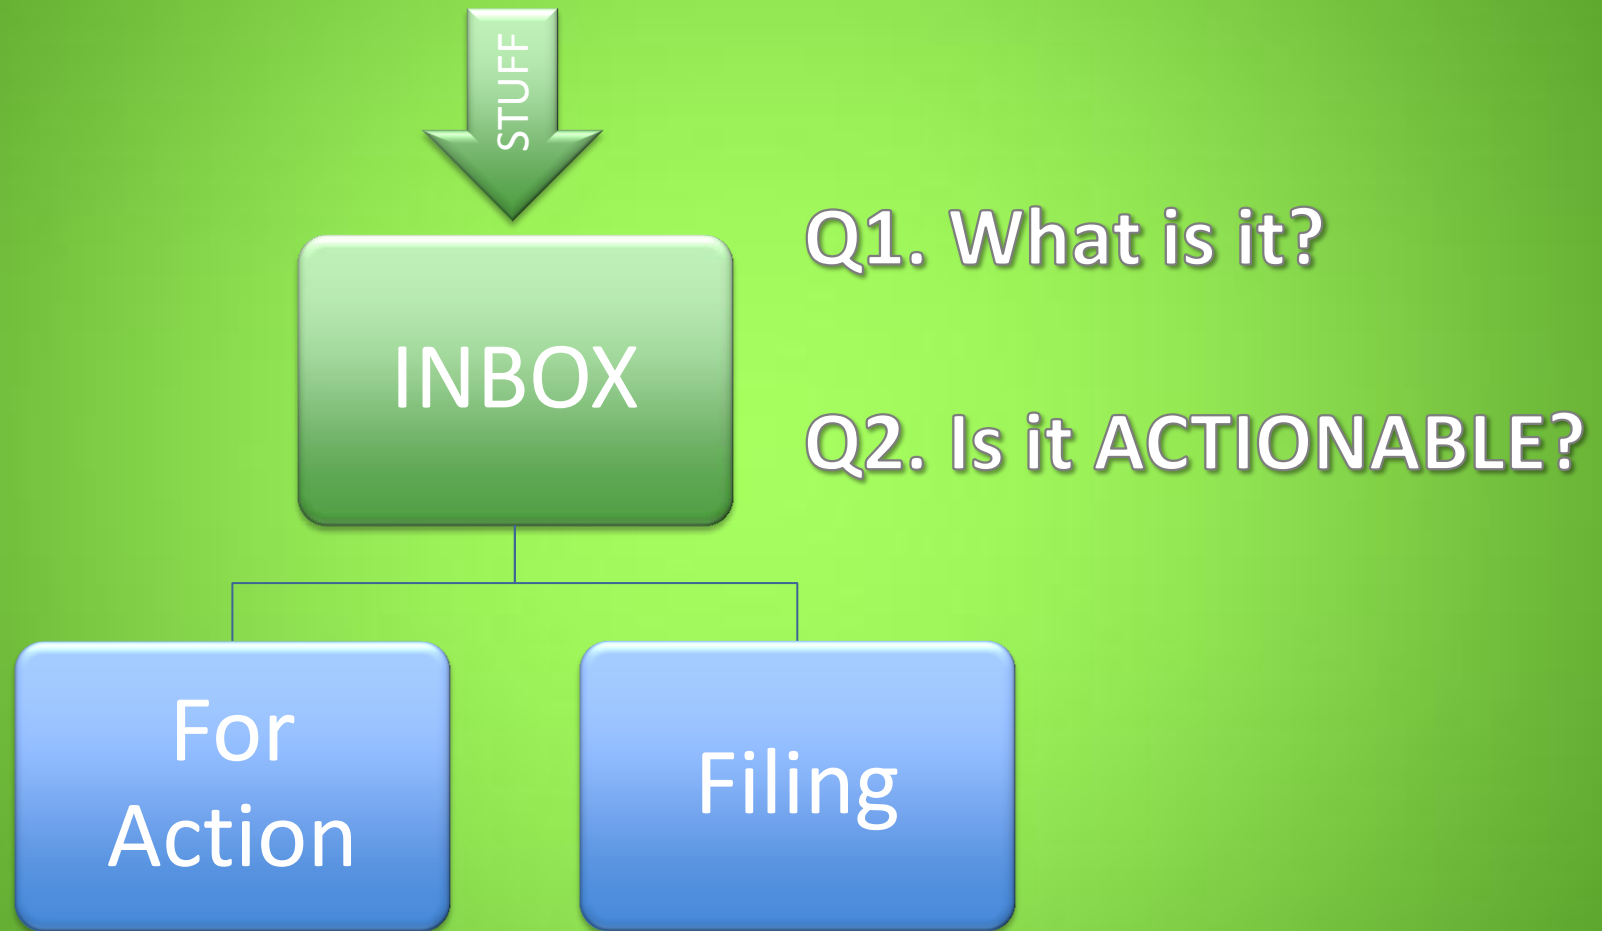 STUFF
INBOX
Q1. What is it?
Q2. Is it ACTIONABLE?
For
Action
Filing